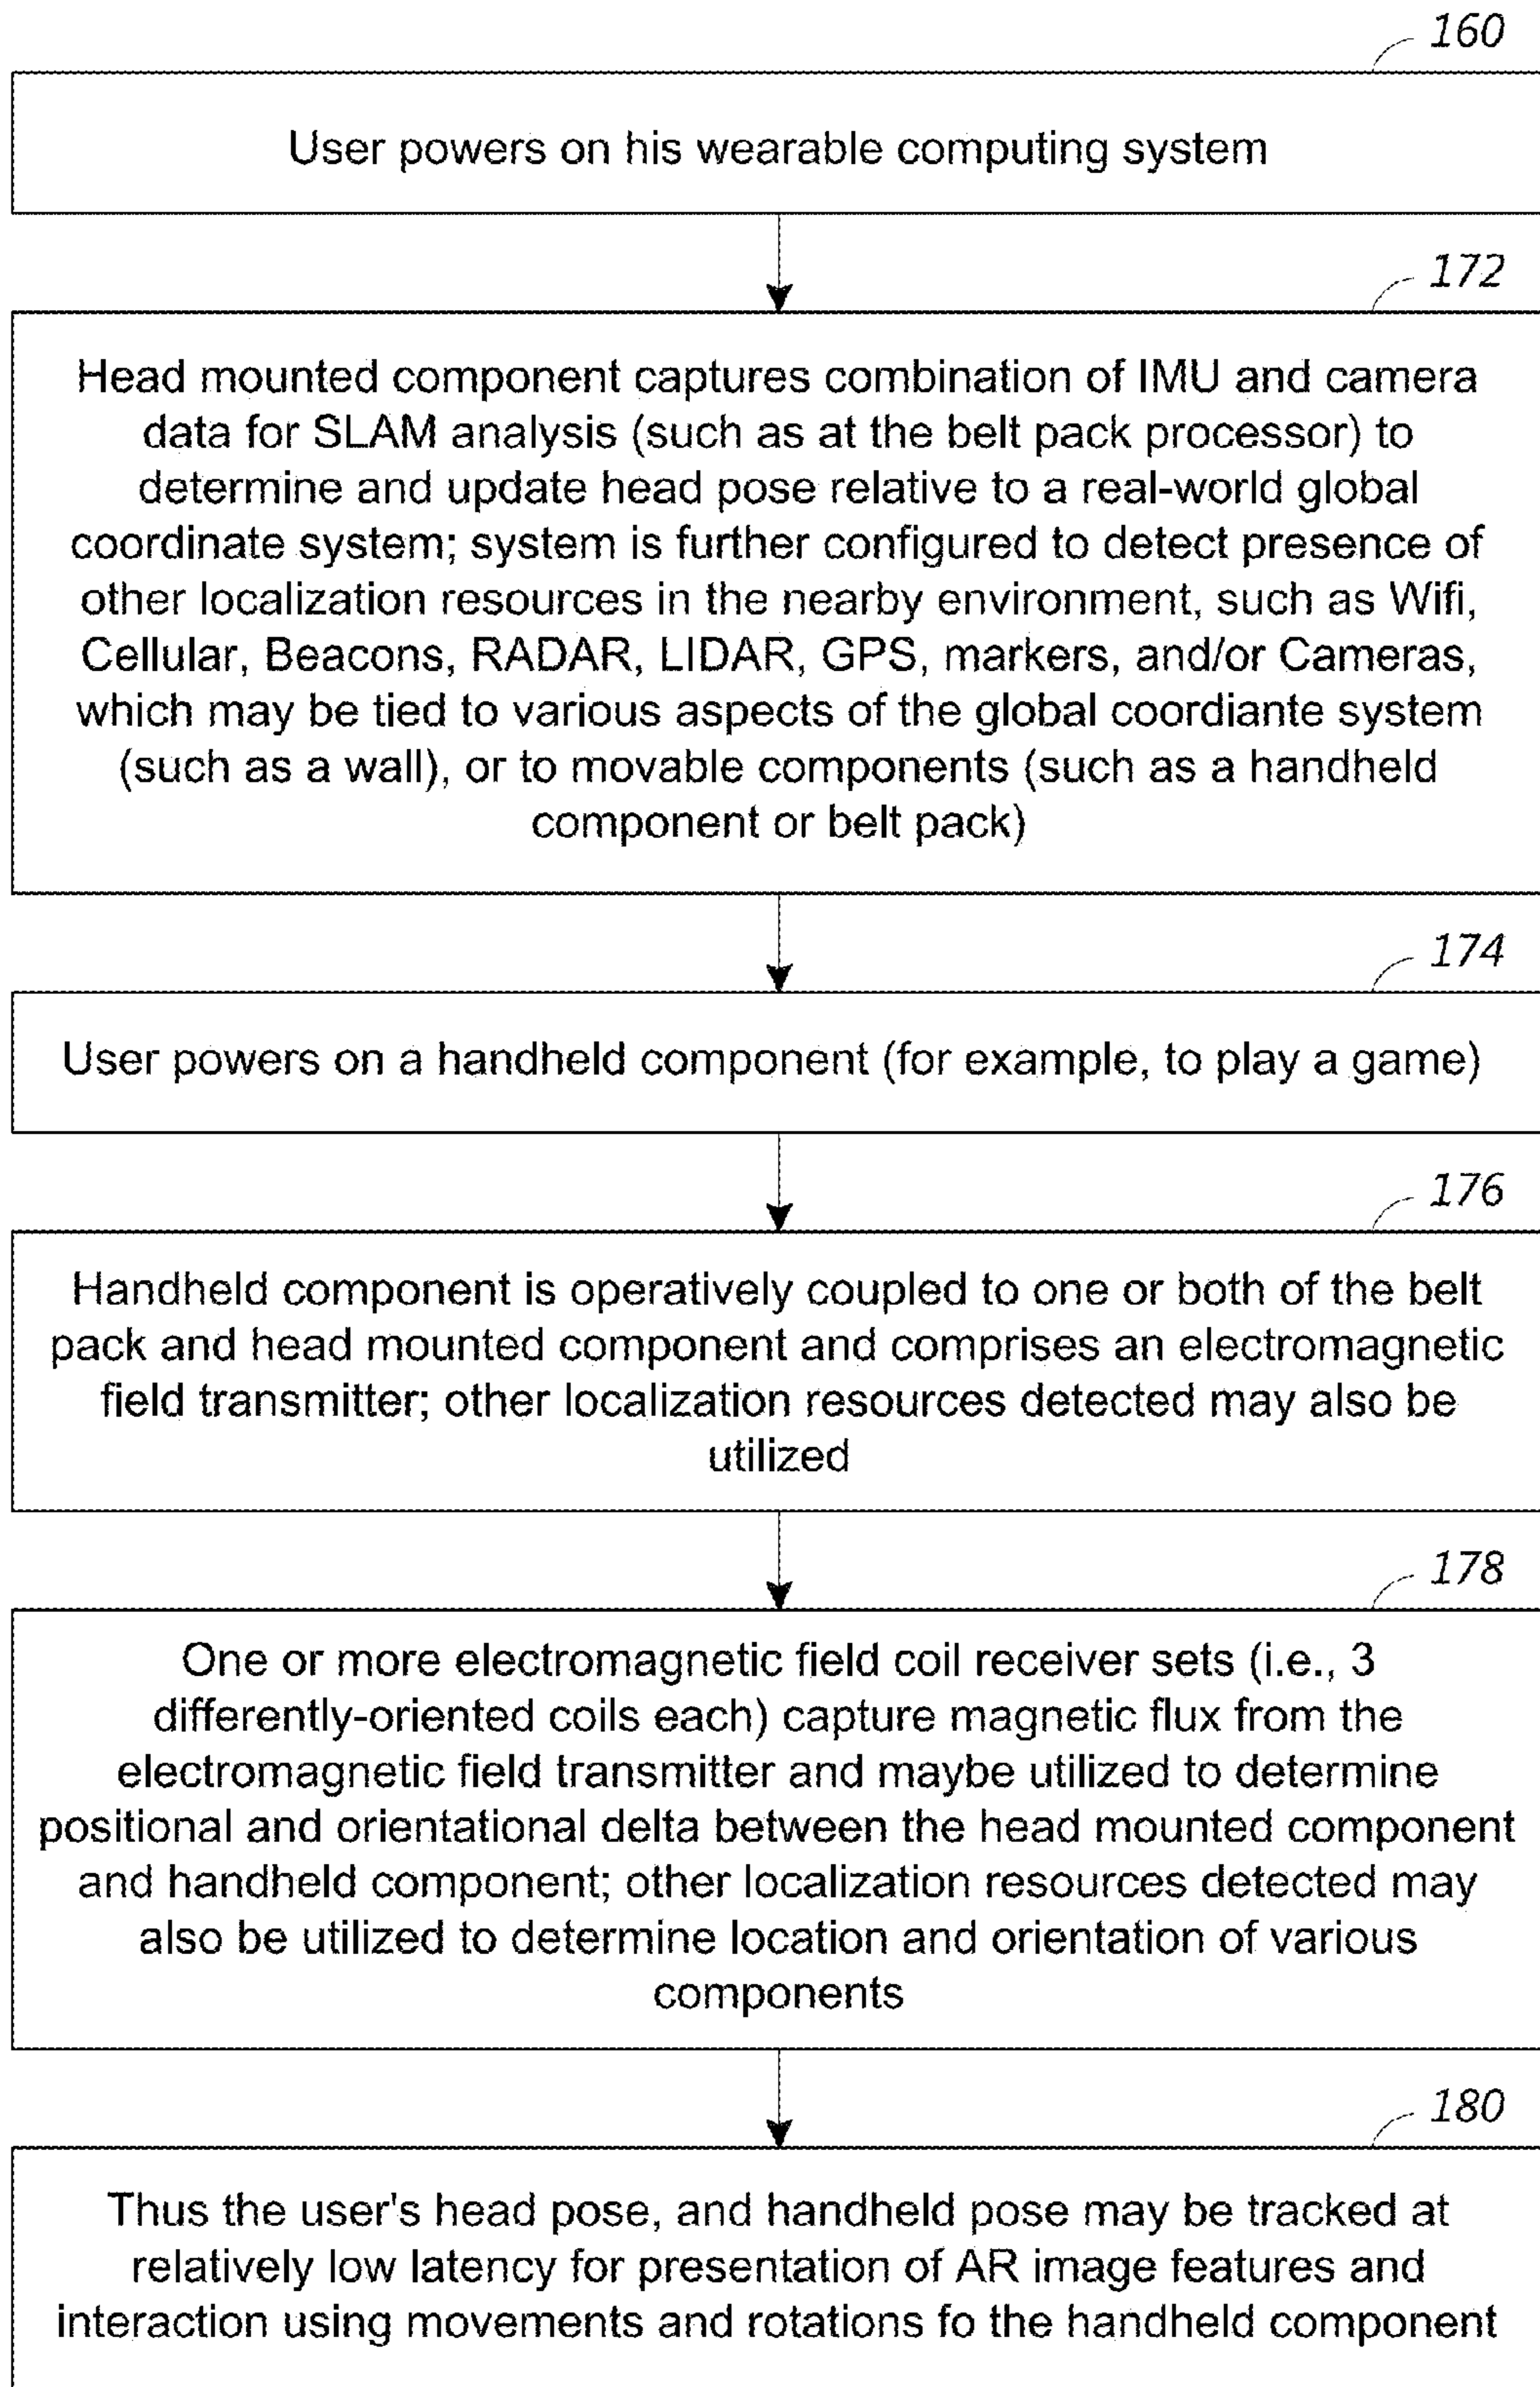 160
User powers on his wearable computing system
172
Head mounted component captures combination of IMU and camera
data for SLAM analysis (such as at the belt pack processor) to
determine and update head pose relative to a real-world global
coordinate system; system is further configured to detect presence of
other localization resources in the nearby environment, such as Wifi,
Cellular, Beacons, RADAR, LIDAR, GPS, markers, and/or Cameras,
which may be tied to various aspects of the global coordiante system
(such as a wall), or to movable components (such as a handheld
component or belt pack)
174
User powers on a handheld component (for example, to play a game)
176
Handheld component is operatively coupled to one or both of the belt
pack and head mounted component and comprises an electromagnetic
field transmitter; other localization resources detected may also be
utilized
178
One or more electromagnetic field coil receiver sets (i.e., 3
differently-oriented coils each) capture magnetic flux from the
electromagnetic field transmitter and maybe utilized to determine
positional and orientational delta between the head mounted component
and handheld component; other localization resources detected may
also be utilized to determine location and orientation of various
components
180
Thus the user's head pose, and handheld pose may be tracked at
relatively low latency for presentation of AR image features and
interaction using movements and rotations fo the handheld component